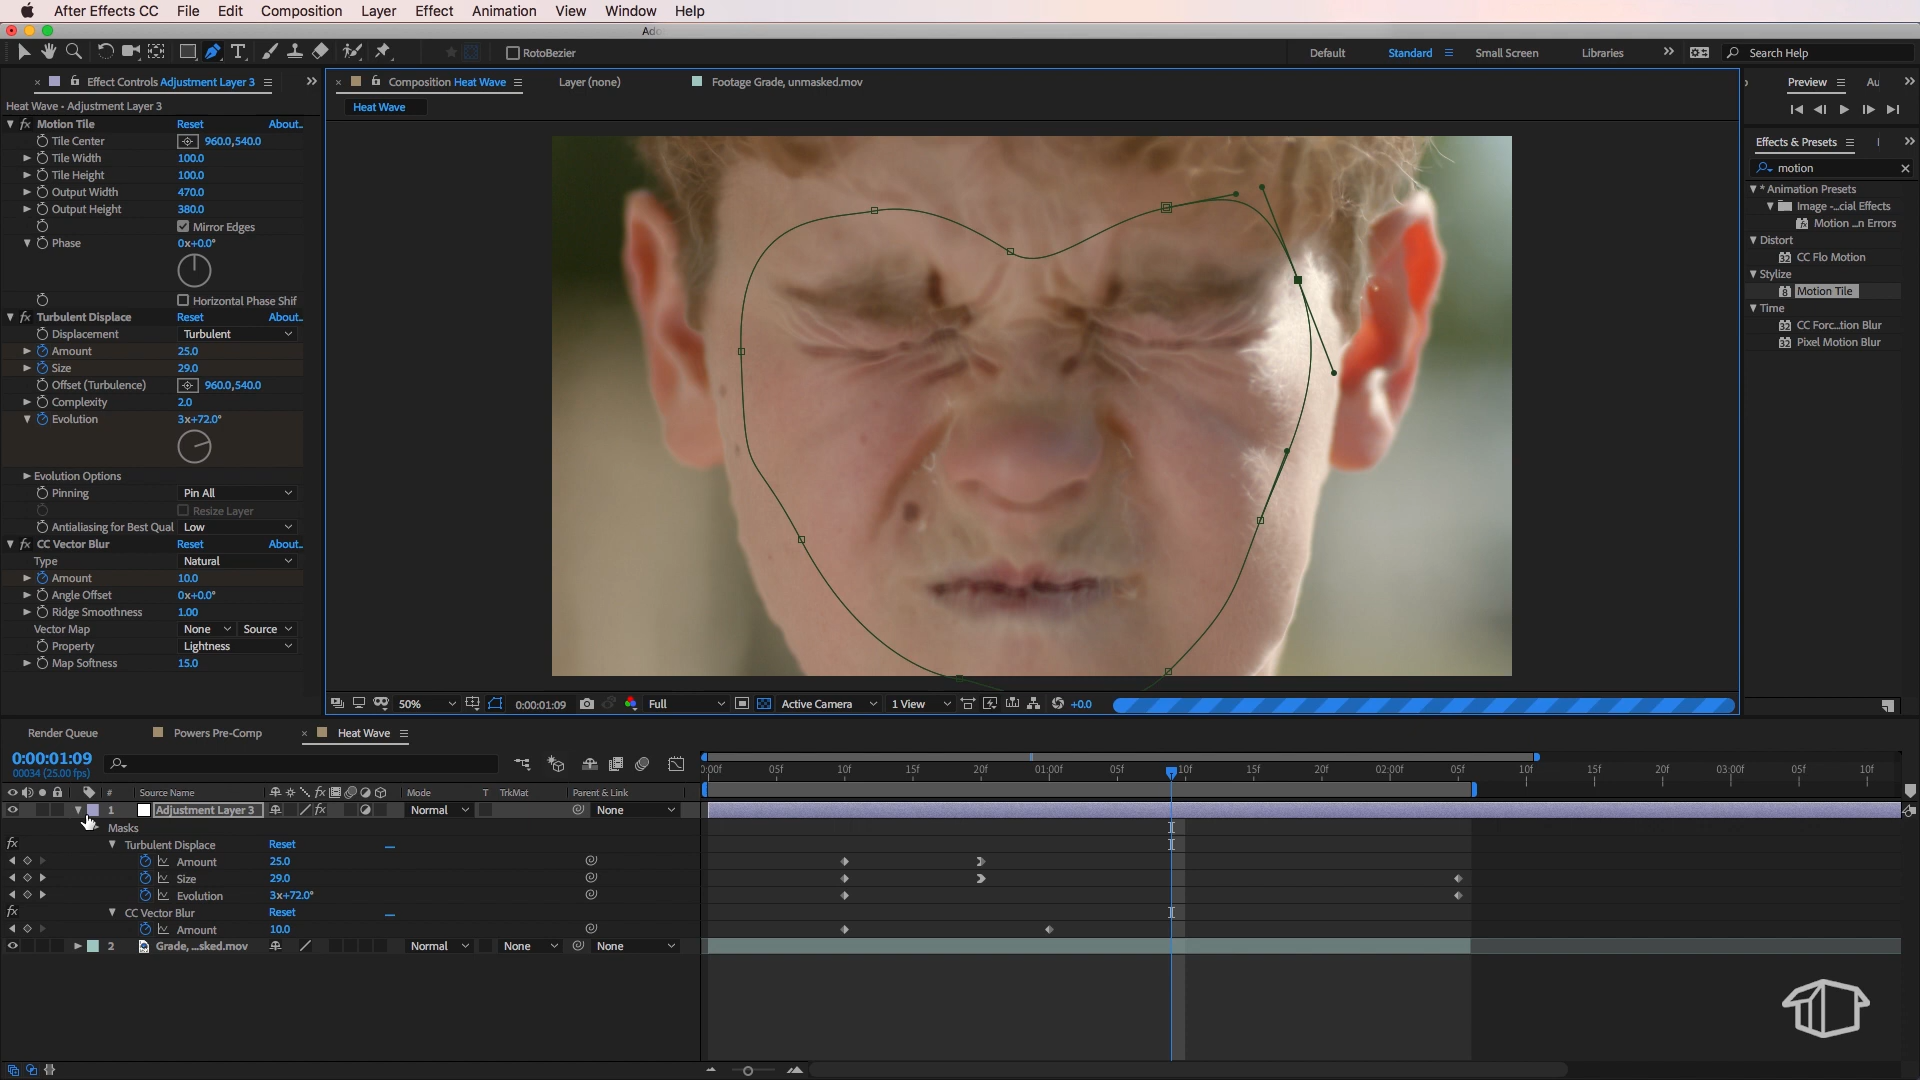 After Effects CC File Edit Composition Layer Effect Animation View Window Help
RotoBezier
Default Standard Small Screen Libraries Search Help
Effect Controls Adjustment Layer 3
Composition Heat Wave
Layer (none)
Footage Grade, unmasked.mov
Preview
Au
Heat Wave
Heat Wave • Adjustment Layer 3
fx Motion Tile Reset About..
Tile Center 960.0,540.0
Tile Width 100.0
Tile Height 100.0
Output Width 470.0
Output Height 380.0
Mirror Edges
Phase 0x+0.0°
Horizontal Phase Shif
fx Turbulent Displace Reset About..
Displacement Turbulent
Amount 25.0
Size 29.0
Offset (Turbulence) 960.0,540.0
Complexity 2.0
Evolution 3x+72.0°
Evolution Options
Pinning Pin All
Resize Layer
Antialiasing for Best Qual Low
fx CC Vector Blur Reset About..
Type Natural
Amount 10.0
Angle Offset 0x+0.0°
Ridge Smoothness 1.00
Vector Map None Source
Property Lightness
Map Softness 15.0
Effects & Presets
motion
* Animation Presets
Image -...cial Effects
Motion ...n Errors
Distort
CC Flo Motion
Stylize
Motion Tile
Time
CC Forc...tion Blur
Pixel Motion Blur
50% 0:00:01:09 Full Active Camera 1 View +0.0
Render Queue Powers Pre-Comp Heat Wave
0:00:01:09
00034 (25.00 fps)
0:00f 05f 10f 15f 20f 01:00f 05f 10f 15f 20f 02:00f 05f 10f 15f 20f 03:00f 05f 10f
# Source Name fx Mode T TrkMat Parent & Link
1 Adjustment Layer 3 fx Normal None
Masks
fx Turbulent Displace Reset
Amount 25.0
Size 29.0
Evolution 3x+72.0°
fx CC Vector Blur Reset
Amount 10.0
2 Grade, ...sked.mov Normal None None